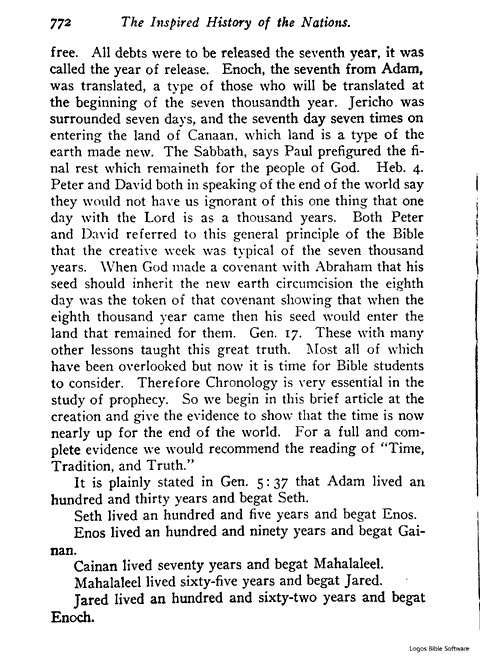 772 The Inspired History of the Nations.
free. All debts were to be released the seventh year, it was
called the year of release. Enoch, the seventh from Adam,
was translated, a type of those who will be translated at
the beginning of the seven thousandth year. Jericho was
surrounded seven days, and the seventh day seven times on
entering the land of Canaan, which land is a type of the
earth made new. The Sabbath, says Paul prefigured the fi-
nal rest which remaineth for the people of God. Heb. 4.
Peter and David both in speaking of the end of the world say
they would not have us ignorant of this one thing that one
day with the Lord is as a thousand years. Both Peter
and David referred to this general principle of the Bible
that the creative week was typical of the seven thousand
years. When God made a covenant with Abraham that his
seed should inherit the new earth circumcision the eighth
day was the token of that covenant showing that when the
eighth thousand year came then his seed would enter the
land that remained for them. Gen. 17. These with many
other lessons taught this great truth. Most all of which
have been overlooked but now it is time for Bible students
to consider. Therefore Chronology is very essential in the
study of prophecy. So we begin in this brief article at the
creation and give the evidence to show that the time is now
nearly up for the end of the world. For a full and com-
plete evidence we would recommend the reading of "Time,
Tradition, and Truth."
It is plainly stated in Gen. 5:37 that Adam lived an
hundred and thirty years and begat Seth.
Seth lived an hundred and five years and begat Enos.
Enos lived an hundred and ninety years and begat Gai-
nan.
Cainan lived seventy years and begat Mahalaleel.
Mahalaleel lived sixty-five years and begat Jared.
Jared lived an hundred and sixty-two years and begat
Enoch.
Logos Bible Software